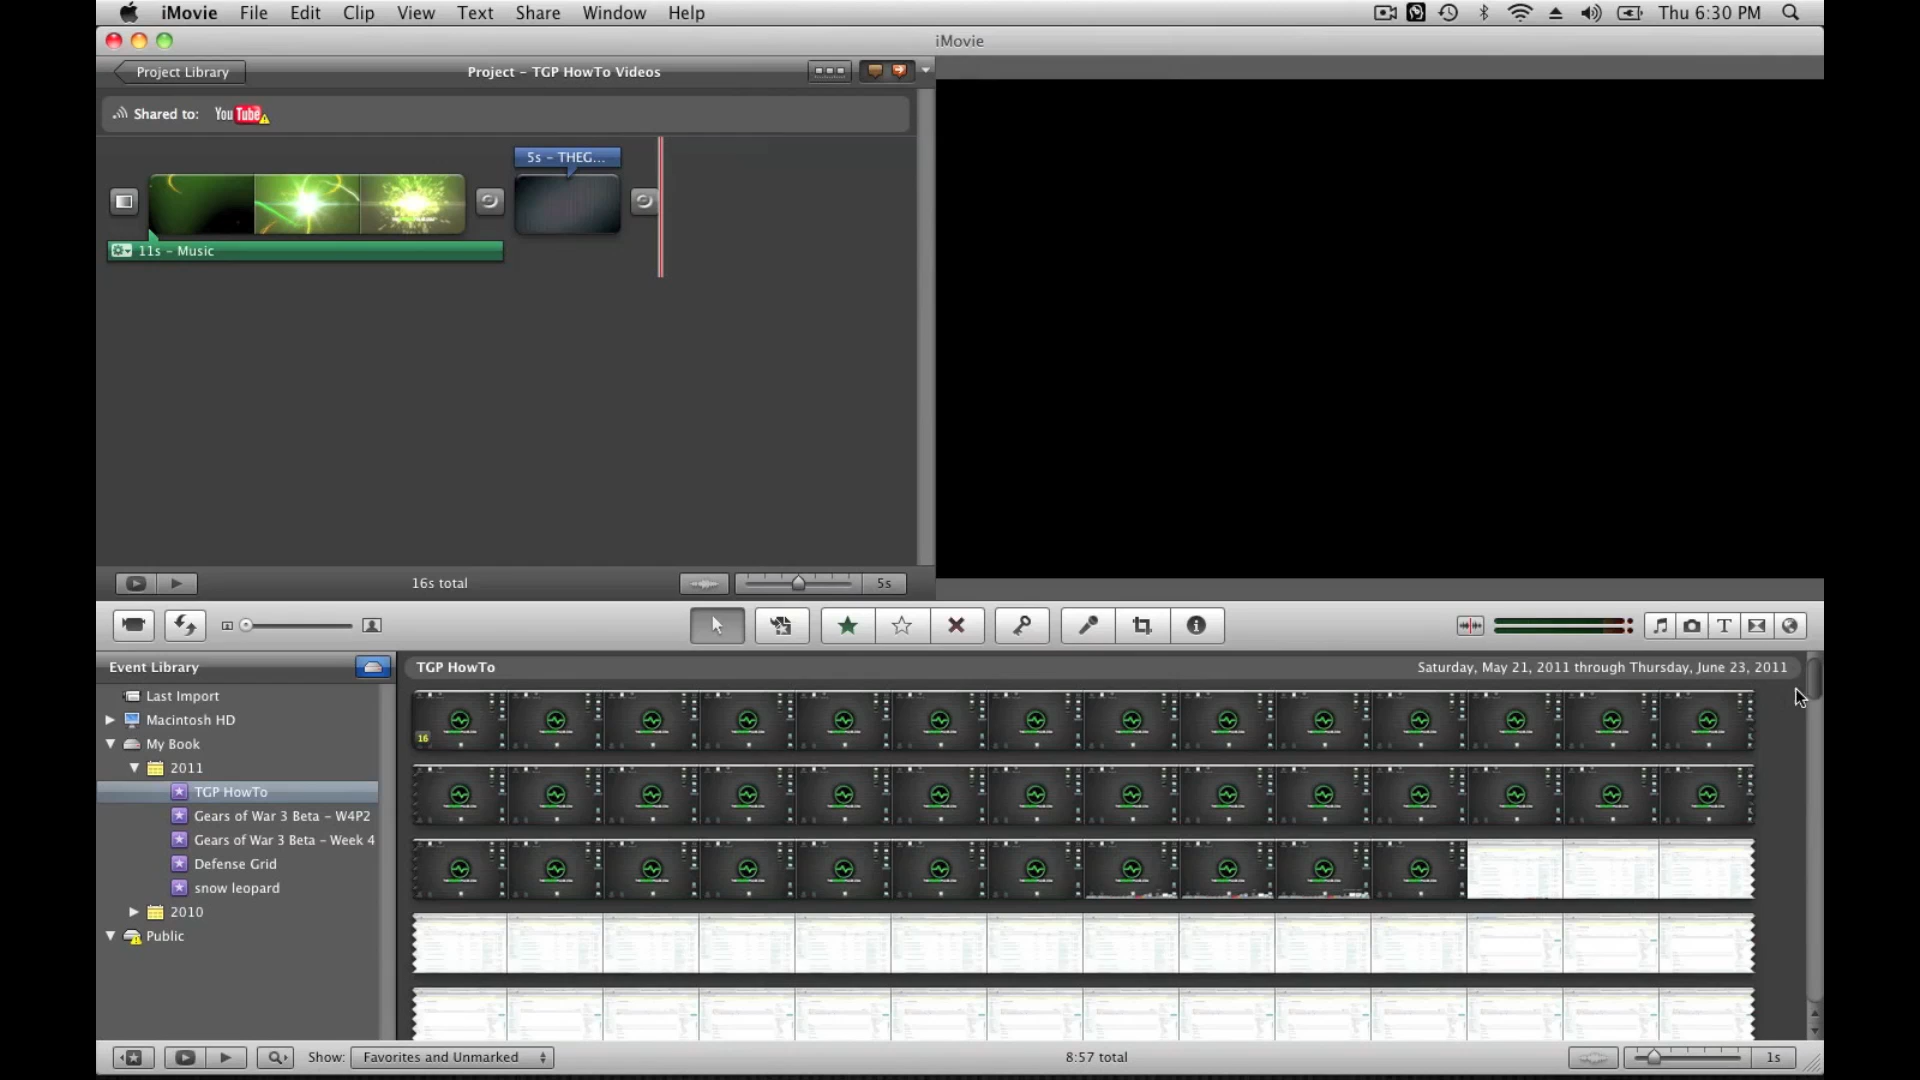 iMovie File Edit Clip View Text Share Window Help Thu 6:30 PM
iMovie
Project Library Project - TGP HowTo Videos
Shared to: YouTube
5s - THEG...
11s - Music
16s total 5s
Event Library TGP HowTo Saturday, May 21, 2011 through Thursday, June 23, 2011
Last Import
Macintosh HD
My Book
2011
TGP HowTo
Gears of War 3 Beta - W4P2
Gears of War 3 Beta - Week 4
Defense Grid
snow leopard
2010
Public
16
Show: Favorites and Unmarked 8:57 total 1s